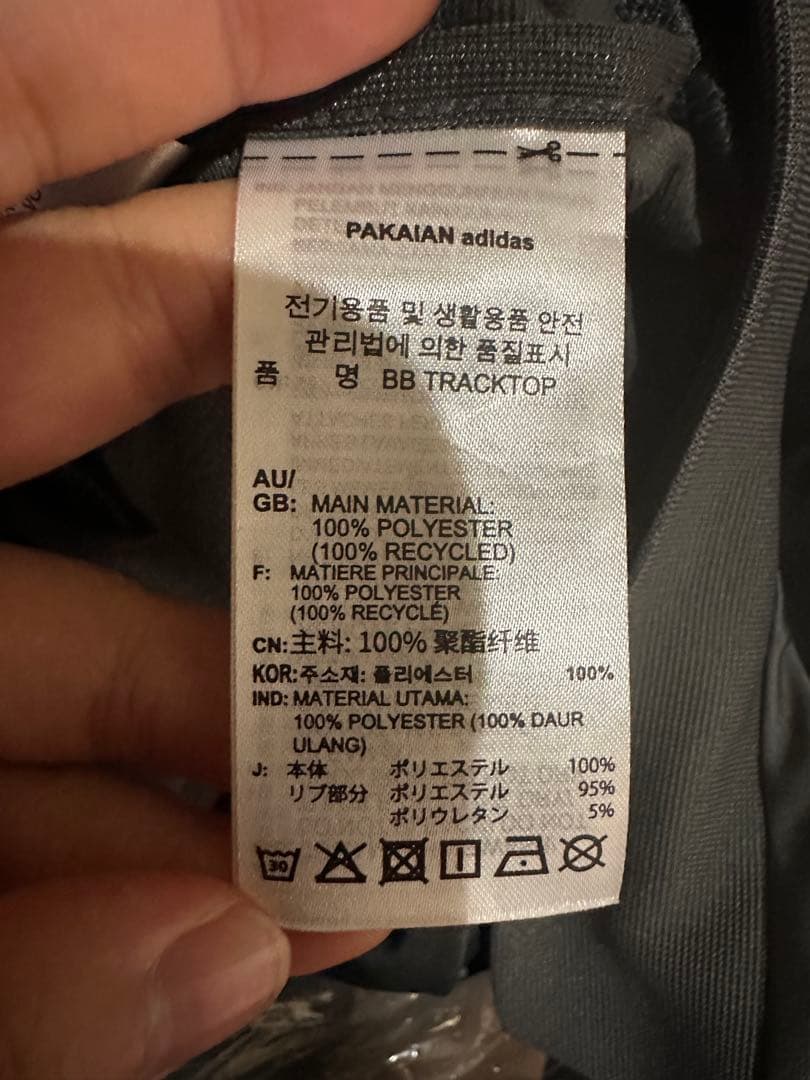 PAKAIAN adidas
전기용품 및 생활용품 안전
관리법에 의한 품질표시
품 명 BB TRACKTOP
AU/
GB: MAIN MATERIAL:
100% POLYESTER
(100% RECYCLED)
F: MATIERE PRINCIPALE:
100% POLYESTER
(100% RECYCLÉ)
CN:主料: 100% 聚酯纤维
KOR:주소재: 폴리에스터 100%
IND: MATERIAL UTAMA:
100% POLYESTER (100% DAUR
ULANG)
J: 本体 ポリエステル 100%
リブ部分 ポリエステル 95%
ポリウレタン 5%
30